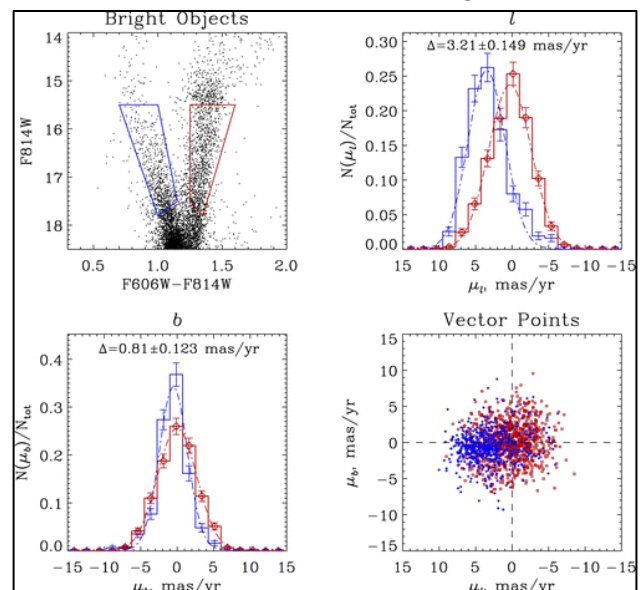 Bright Objects
14
15
16
17
18
F814W
0.5 1.0 1.5 2.0
F606W−F814W
l
Δ=3.21±0.149 mas/yr
0.30
0.25
0.20
0.15
0.10
0.05
0.00
N(μl)/Ntot
15 10 5 0 −5 −10 −15
μl, mas/yr
b
Δ=0.81±0.123 mas/yr
0.4
0.3
0.2
0.1
0.0
N(μb)/Ntot
−15 −10 −5 0 5 10 15
mas/yr
Vector Points
15
10
5
0
−5
−10
−15
μb, mas/yr
15 10 5 0 −5 −10 −15
mas/yr